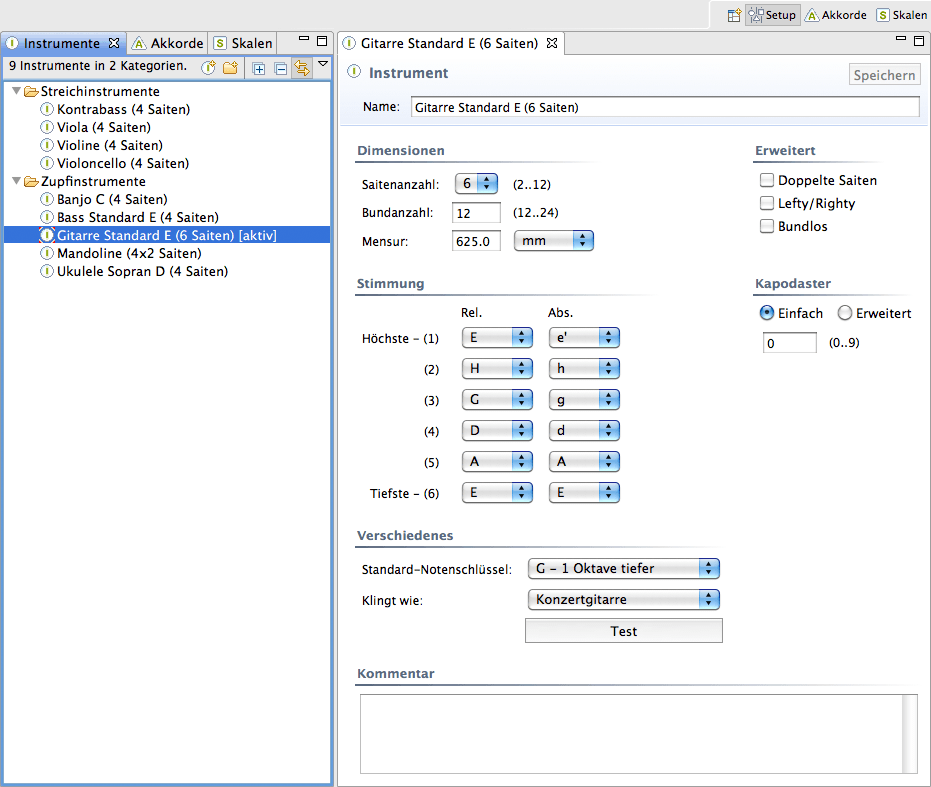 Setup Akkorde Skalen
Instrumente Akkorde Skalen
9 Instrumente in 2 Kategorien.
Streichinstrumente
Kontrabass (4 Saiten)
Viola (4 Saiten)
Violine (4 Saiten)
Violoncello (4 Saiten)
Zupfinstrumente
Banjo C (4 Saiten)
Bass Standard E (4 Saiten)
Gitarre Standard E (6 Saiten) [aktiv]
Mandoline (4x2 Saiten)
Ukulele Sopran D (4 Saiten)
Gitarre Standard E (6 Saiten)
Instrument
Speichern
Name: Gitarre Standard E (6 Saiten)
Dimensionen
Saitenanzahl: 6 (2..12)
Bundanzahl: 12 (12..24)
Mensur: 625.0 mm
Erweitert
Doppelte Saiten
Lefty/Righty
Bundlos
Stimmung
Rel. Abs.
Höchste – (1) E e'
(2) H h
(3) G g
(4) D d
(5) A A
Tiefste – (6) E E
Kapodaster
Einfach Erweitert
0 (0..9)
Verschiedenes
Standard-Notenschlüssel: G – 1 Oktave tiefer
Klingt wie: Konzertgitarre
Test
Kommentar